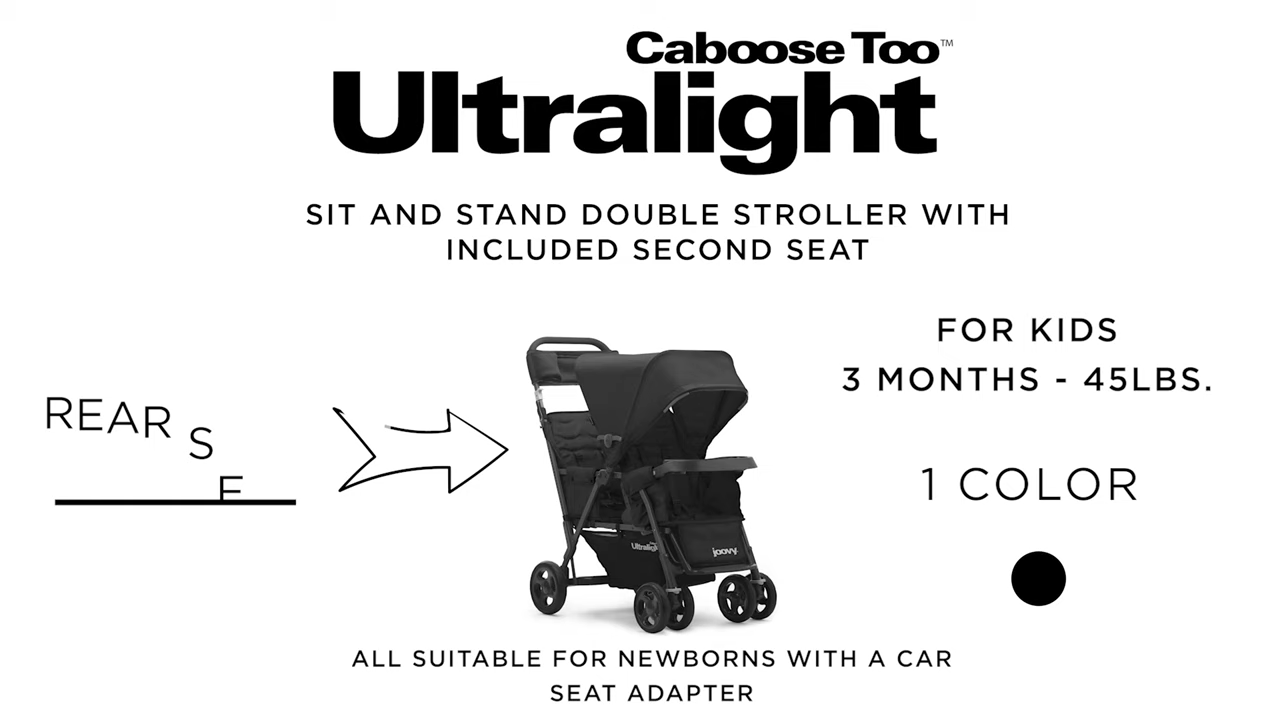 Caboose Too™
Ultralight
SIT AND STAND DOUBLE STROLLER WITH
INCLUDED SECOND SEAT
FOR KIDS
3 MONTHS - 45LBS.
REAR S
1 COLOR
Ultralight
joovy
ALL SUITABLE FOR NEWBORNS WITH A CAR
SEAT ADAPTER